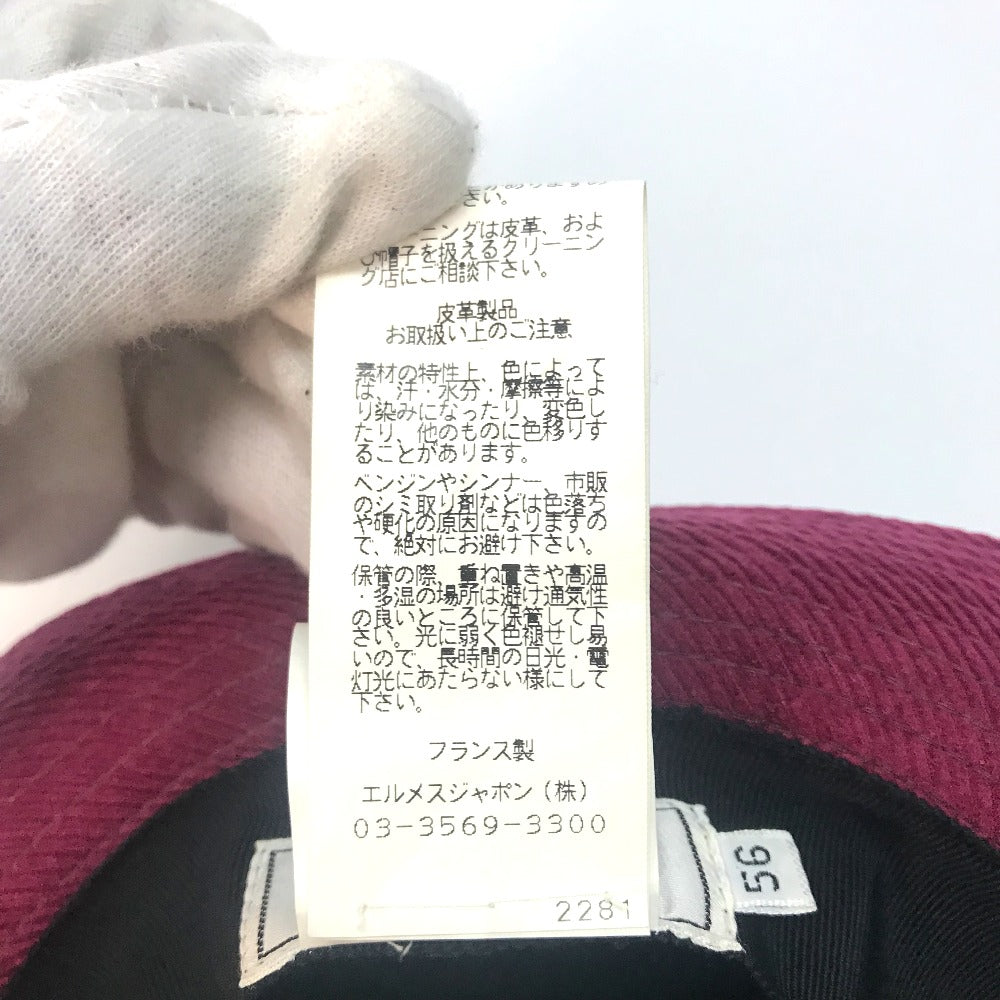 さい。
ニングは皮革、およ
び帽子を扱えるクリーニン
グ店にご相談下さい。
皮革製品
お取扱い上のご注意
素材の特性上、色によって
は、汗・水分・摩擦等によ
り染みになったり、変色し
たり、他のものに色移りす
ることがあります。
ベンジンやシンナー、市販
のシミ取り剤などは色落ち
や硬化の原因になりますの
で、絶対にお避け下さい。
保管の際、重ね置きや高温
・多湿の場所は避け通気性
の良いところに保管して下
さい。光に弱く色褪せし易
いので、長時間の日光・電
灯光にあたらない様にして
下さい。
フランス製
エルメスジャポン（株）
03-3569-3300
2281
56